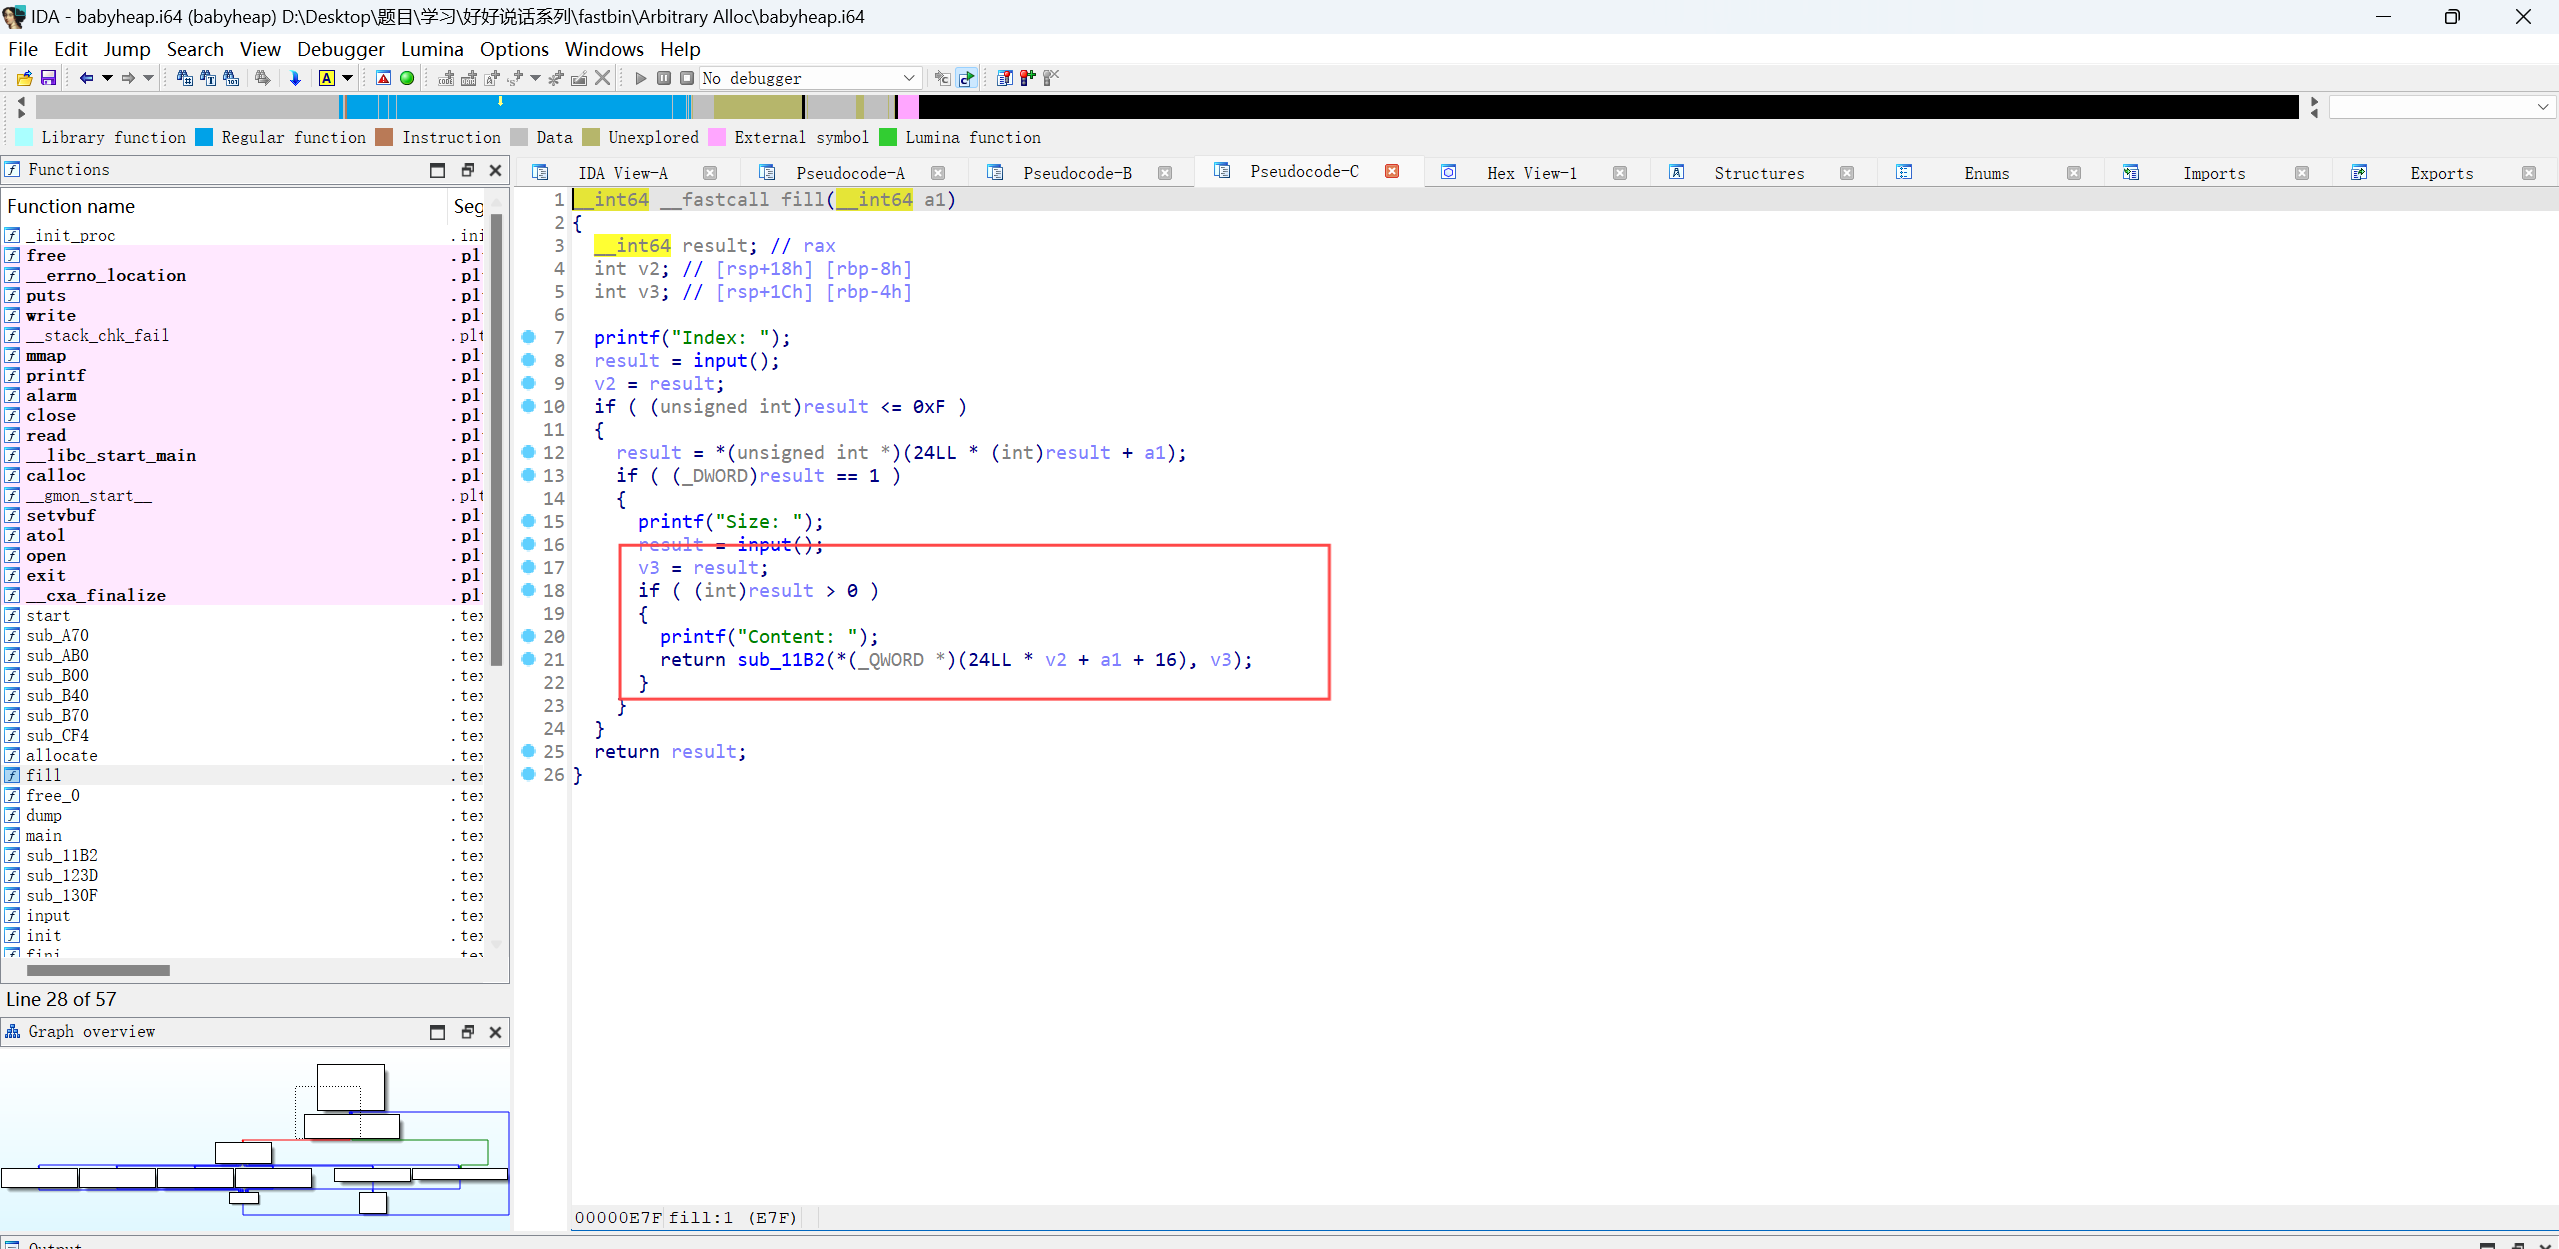 IDA - babyheap.i64 (babyheap) D:\Desktop\题目\学习\好好说话系列\fastbin\Arbitrary Alloc\babyheap.i64
File Edit Jump Search View Debugger Lumina Options Windows Help
No debugger
Library function Regular function Instruction Data Unexplored External symbol Lumina function
Functions
IDA View-A Pseudocode-A Pseudocode-B Pseudocode-C Hex View-1 Structures Enums Imports Exports
Function name Seg
_init_proc .ini
free .pl
__errno_location .pl
puts .pl
write .pl
__stack_chk_fail .plt
mmap .pl
printf .pl
alarm .pl
close .pl
read .pl
__libc_start_main .pl
calloc .pl
__gmon_start__ .plt
setvbuf .pl
atol .pl
open .pl
exit .pl
__cxa_finalize .pl
start .tex
sub_A70 .tex
sub_AB0 .tex
sub_B00 .tex
sub_B40 .tex
sub_B70 .tex
sub_CF4 .tex
allocate .tex
fill .tex
free_0 .tex
dump .tex
main .tex
sub_11B2 .tex
sub_123D .tex
sub_130F .tex
input .tex
init .tex
fini .tex
Line 28 of 57
Graph overview
1 __int64 __fastcall fill(__int64 a1)
2 {
3 __int64 result; // rax
4 int v2; // [rsp+18h] [rbp-8h]
5 int v3; // [rsp+1Ch] [rbp-4h]
6
7 printf("Index: ");
8 result = input();
9 v2 = result;
10 if ( (unsigned int)result <= 0xF )
11 {
12 result = *(unsigned int *)(24LL * (int)result + a1);
13 if ( (_DWORD)result == 1 )
14 {
15 printf("Size: ");
16 result = input();
17 v3 = result;
18 if ( (int)result > 0 )
19 {
20 printf("Content: ");
21 return sub_11B2(*(_QWORD *)(24LL * v2 + a1 + 16), v3);
22 }
23 }
24 }
25 return result;
26 }
00000E7F fill:1 (E7F)
Output